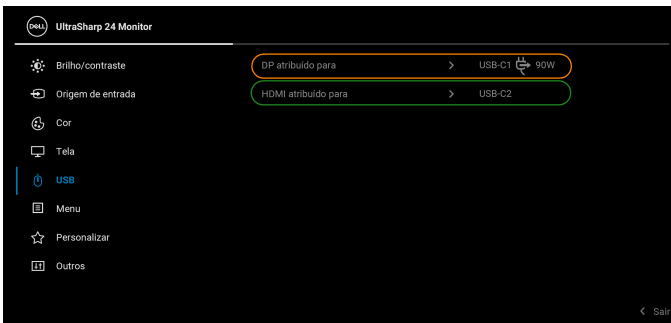 DELL UltraSharp 24 Monitor
Brilho/contraste
DP atribuído para > USB-C1 90W
Origem de entrada
HDMI atribuído para > USB-C2
Cor
Tela
USB
Menu
Personalizar
Outros
< Sair